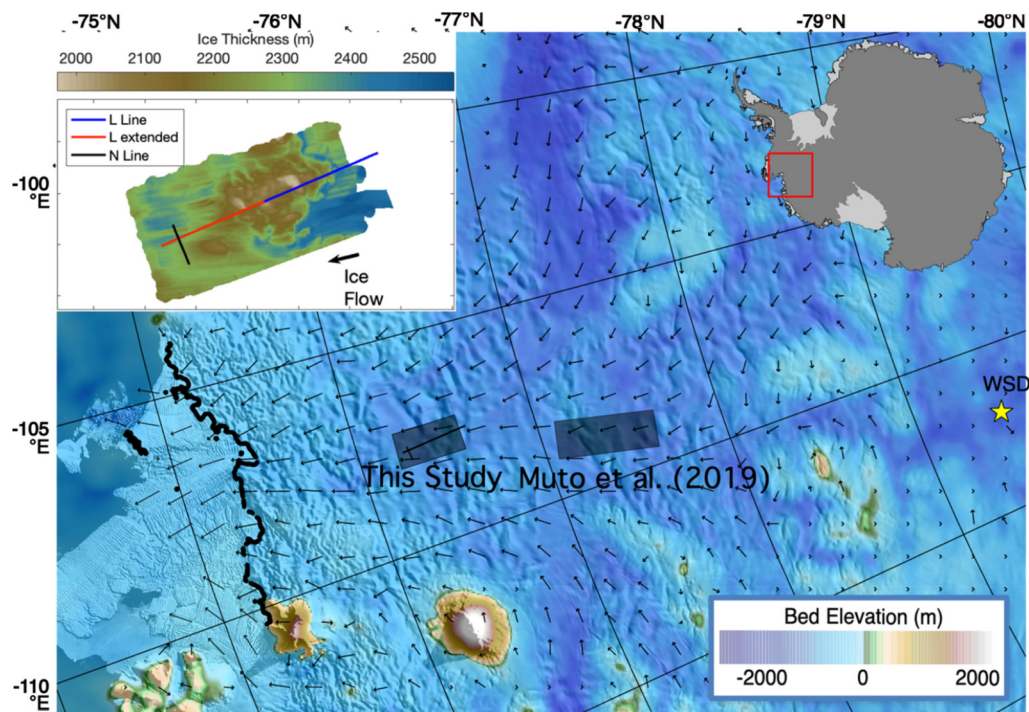 -75°N -76°N -77°N -78°N -79°N -80°N
Ice Thickness (m)
2000 2100 2200 2300 2400 2500
L Line
L extended
N Line
Ice
Flow
-100
°E
WSD
-105
°E
This Study Muto et al. (2019)
Bed Elevation (m)
-2000 0 2000
-110
°E